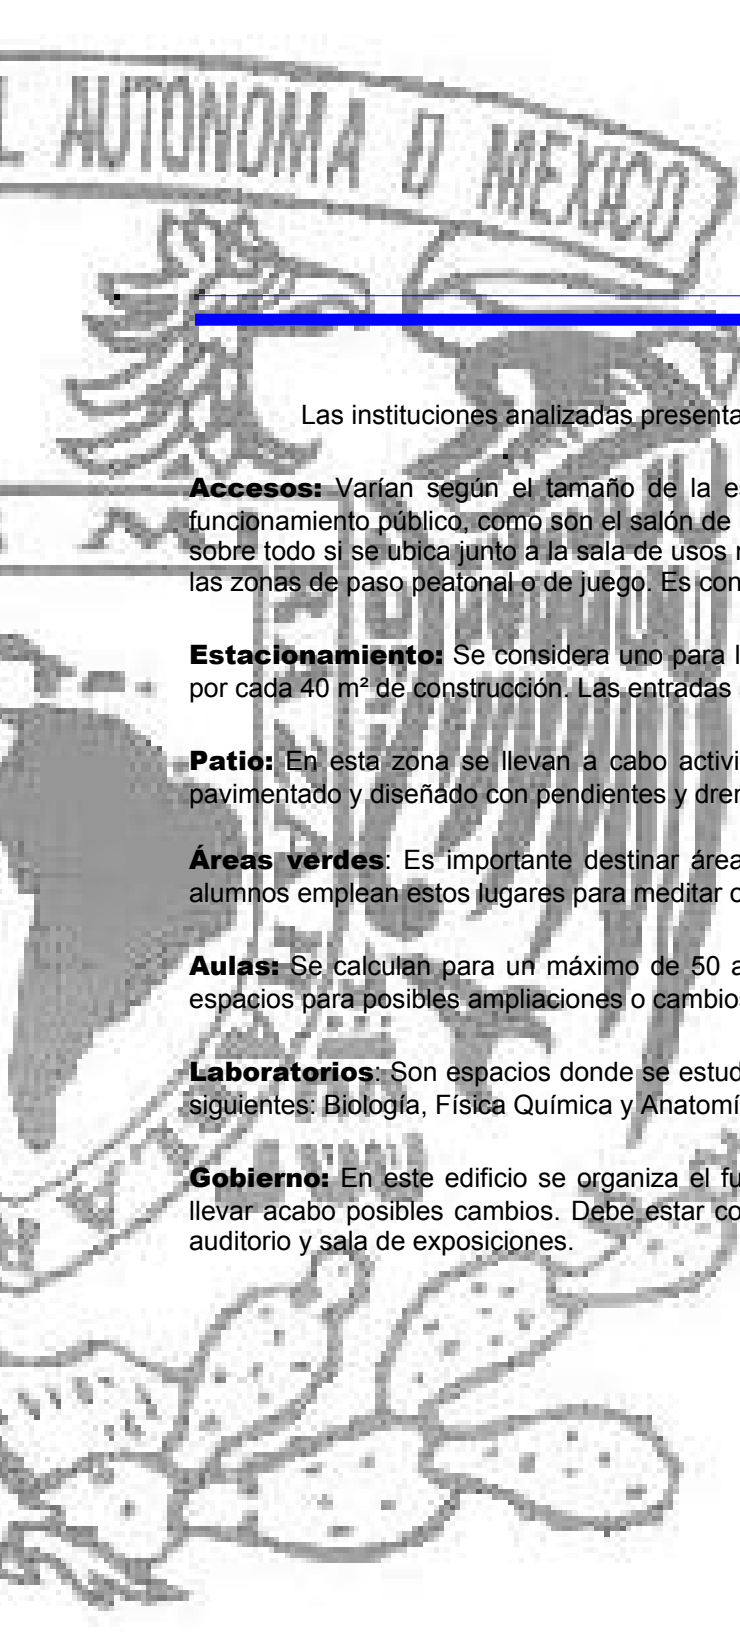 L AUTONOMA D MEXICO
Las instituciones analizadas presenta
Accesos: Varían según el tamaño de la es
funcionamiento público, como son el salón de
sobre todo si se ubica junto a la sala de usos
las zonas de paso peatonal o de juego. Es con
Estacionamiento: Se considera uno para l
por cada 40 m² de construcción. Las entradas
Patio: En esta zona se llevan a cabo activi
pavimentado y diseñado con pendientes y dren
Áreas verdes: Es importante destinar área
alumnos emplean estos lugares para meditar o
Aulas: Se calculan para un máximo de 50 a
espacios para posibles ampliaciones o cambios
Laboratorios: Son espacios donde se estud
siguientes: Biología, Física Química y Anatomí
Gobierno: En este edificio se organiza el fu
llevar acabo posibles cambios. Debe estar co
auditorio y sala de exposiciones.